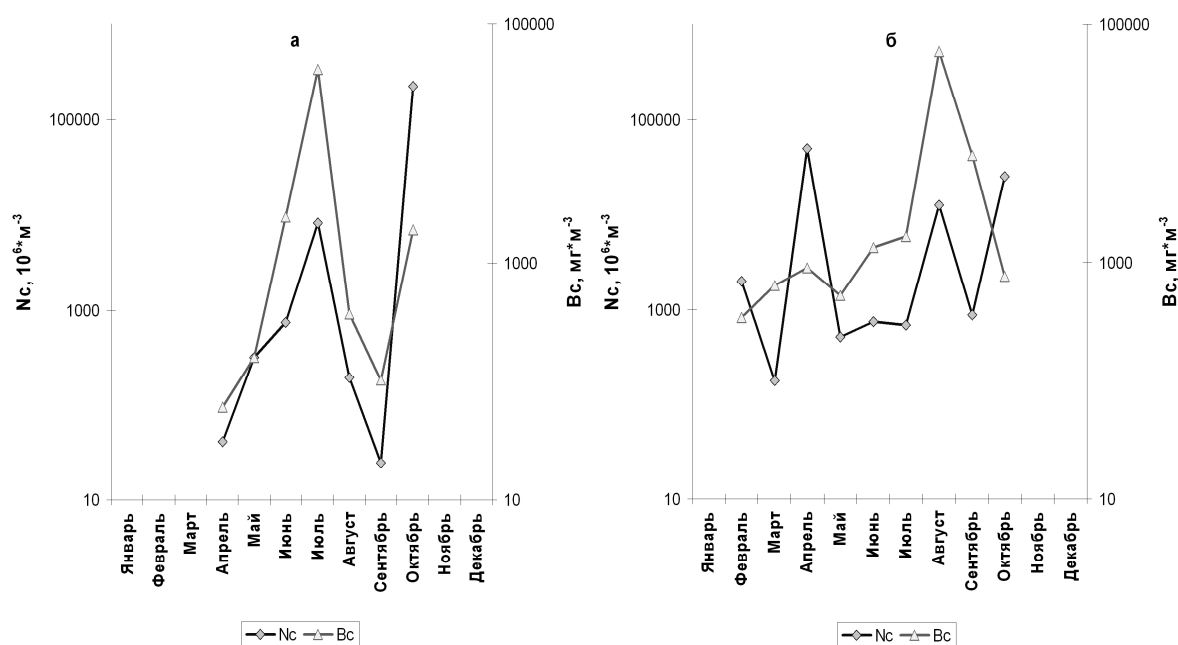 а
100000
1000
10
Nc, 10⁶*м⁻³
100000
1000
10
Bc, мг*м⁻³
Январь
Февраль
Март
Апрель
Май
Июнь
Июль
Август
Сентябрь
Октябрь
Ноябрь
Декабрь
Nc Bc
б
100000
1000
10
Nc, 10⁶*м⁻³
100000
1000
10
Bc, мг*м⁻³
Январь
Февраль
Март
Апрель
Май
Июнь
Июль
Август
Сентябрь
Октябрь
Ноябрь
Декабрь
Nc Bc